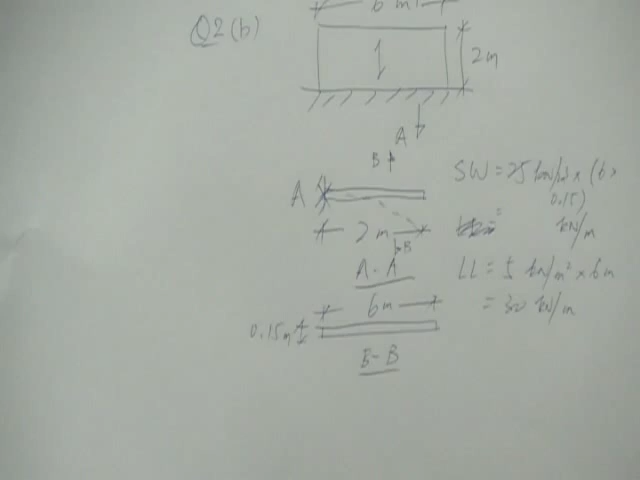 Q2(b)
6 m
2m
A
B
SW = 25 kN/m³ × (6 ×
0.15)
A
=
kN/m
2 m
B
A-A
LL = 5 kN/m² × 6m
6m
= 30 kN/m
0.15m
B-B